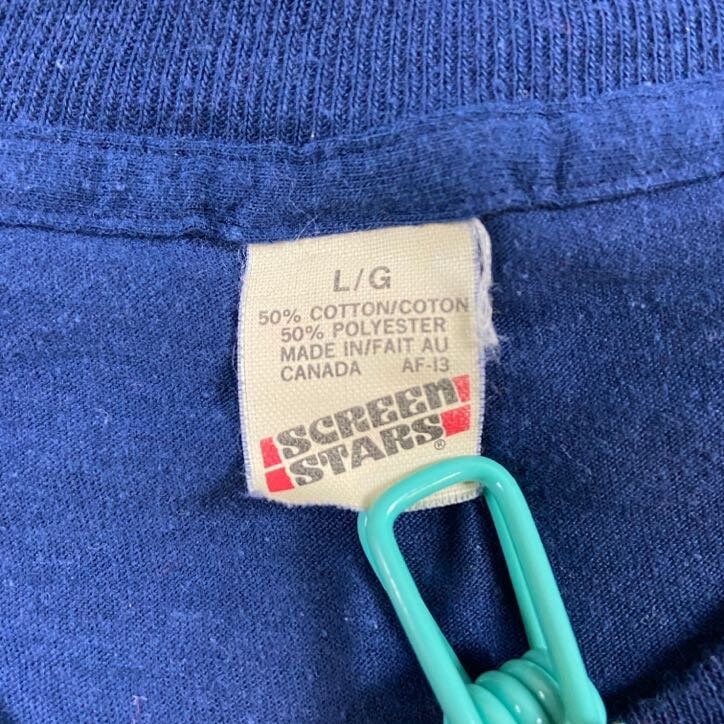 L/G
50% COTTON/COTON
50% POLYESTER
MADE IN/FAIT AU
CANADA AF-13
SCREEN
STARS®